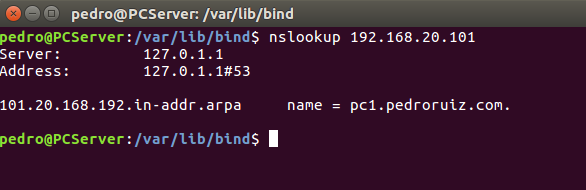 pedro@PCServer: /var/lib/bind
pedro@PCServer:/var/lib/bind$ nslookup 192.168.20.101
Server:         127.0.1.1
Address:        127.0.1.1#53
101.20.168.192.in-addr.arpa     name = pc1.pedroruiz.com.
pedro@PCServer:/var/lib/bind$